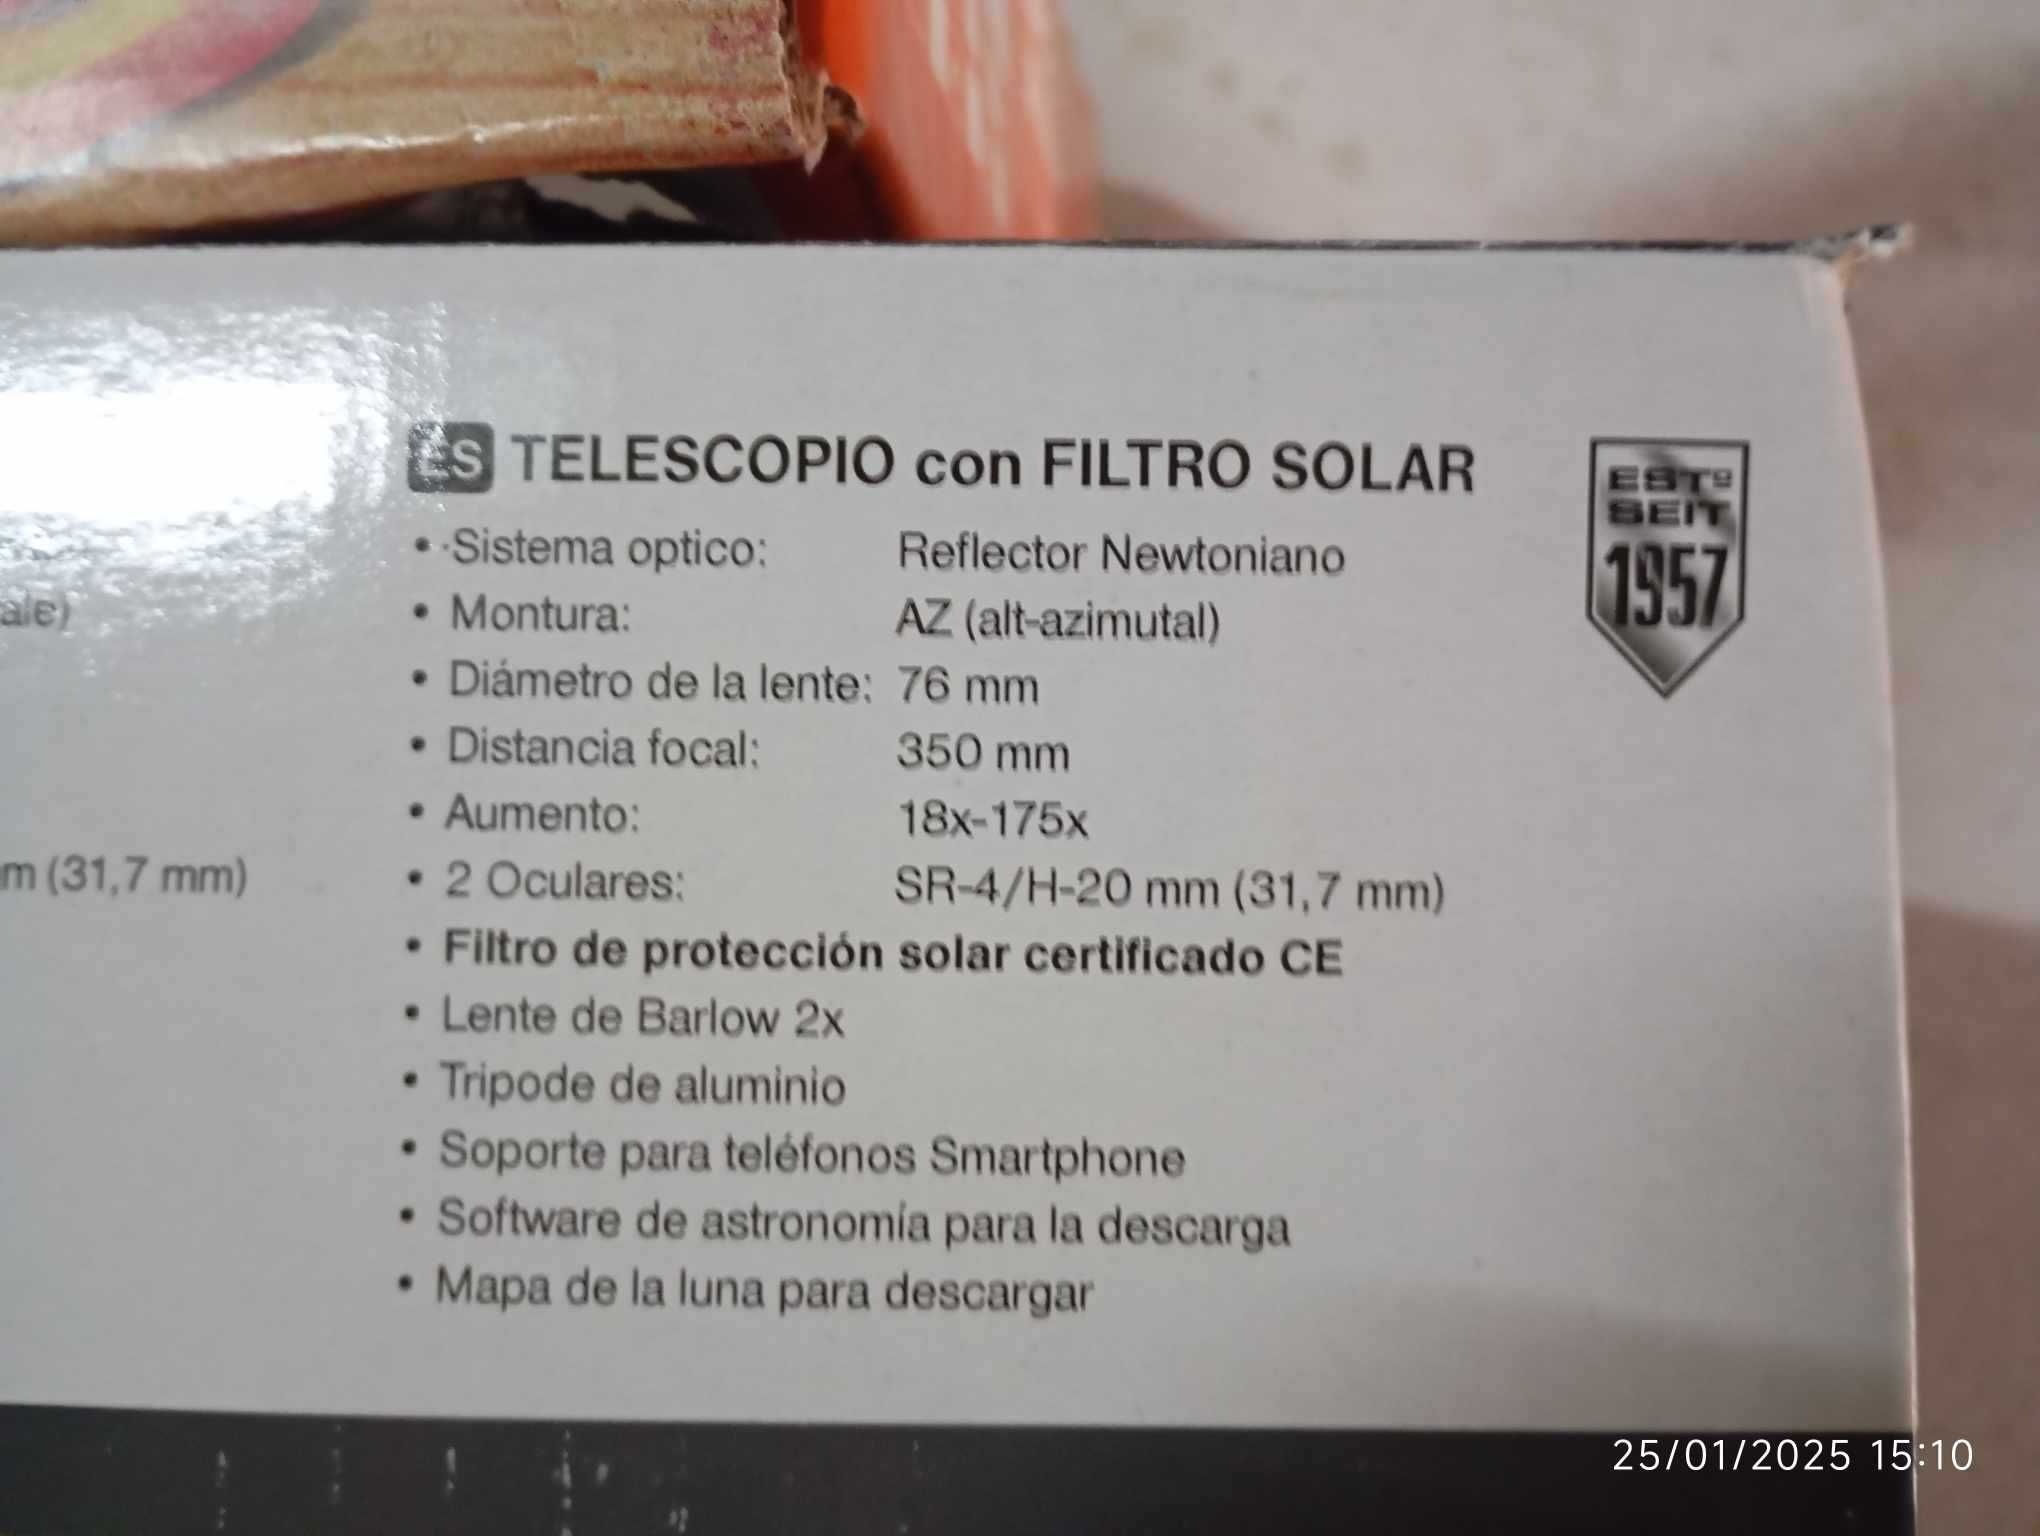 ES TELESCOPIO con FILTRO SOLAR
• Sistema optico: Reflector Newtoniano
• Montura: AZ (alt-azimutal)
• Diámetro de la lente: 76 mm
• Distancia focal: 350 mm
• Aumento: 18x-175x
• 2 Oculares: SR-4/H-20 mm (31,7 mm)
• Filtro de protección solar certificado CE
• Lente de Barlow 2x
• Tripode de aluminio
• Soporte para teléfonos Smartphone
• Software de astronomía para la descarga
• Mapa de la luna para descargar
ESTº
SEIT
1957
ale)
m (31,7 mm)
25/01/2025 15:10